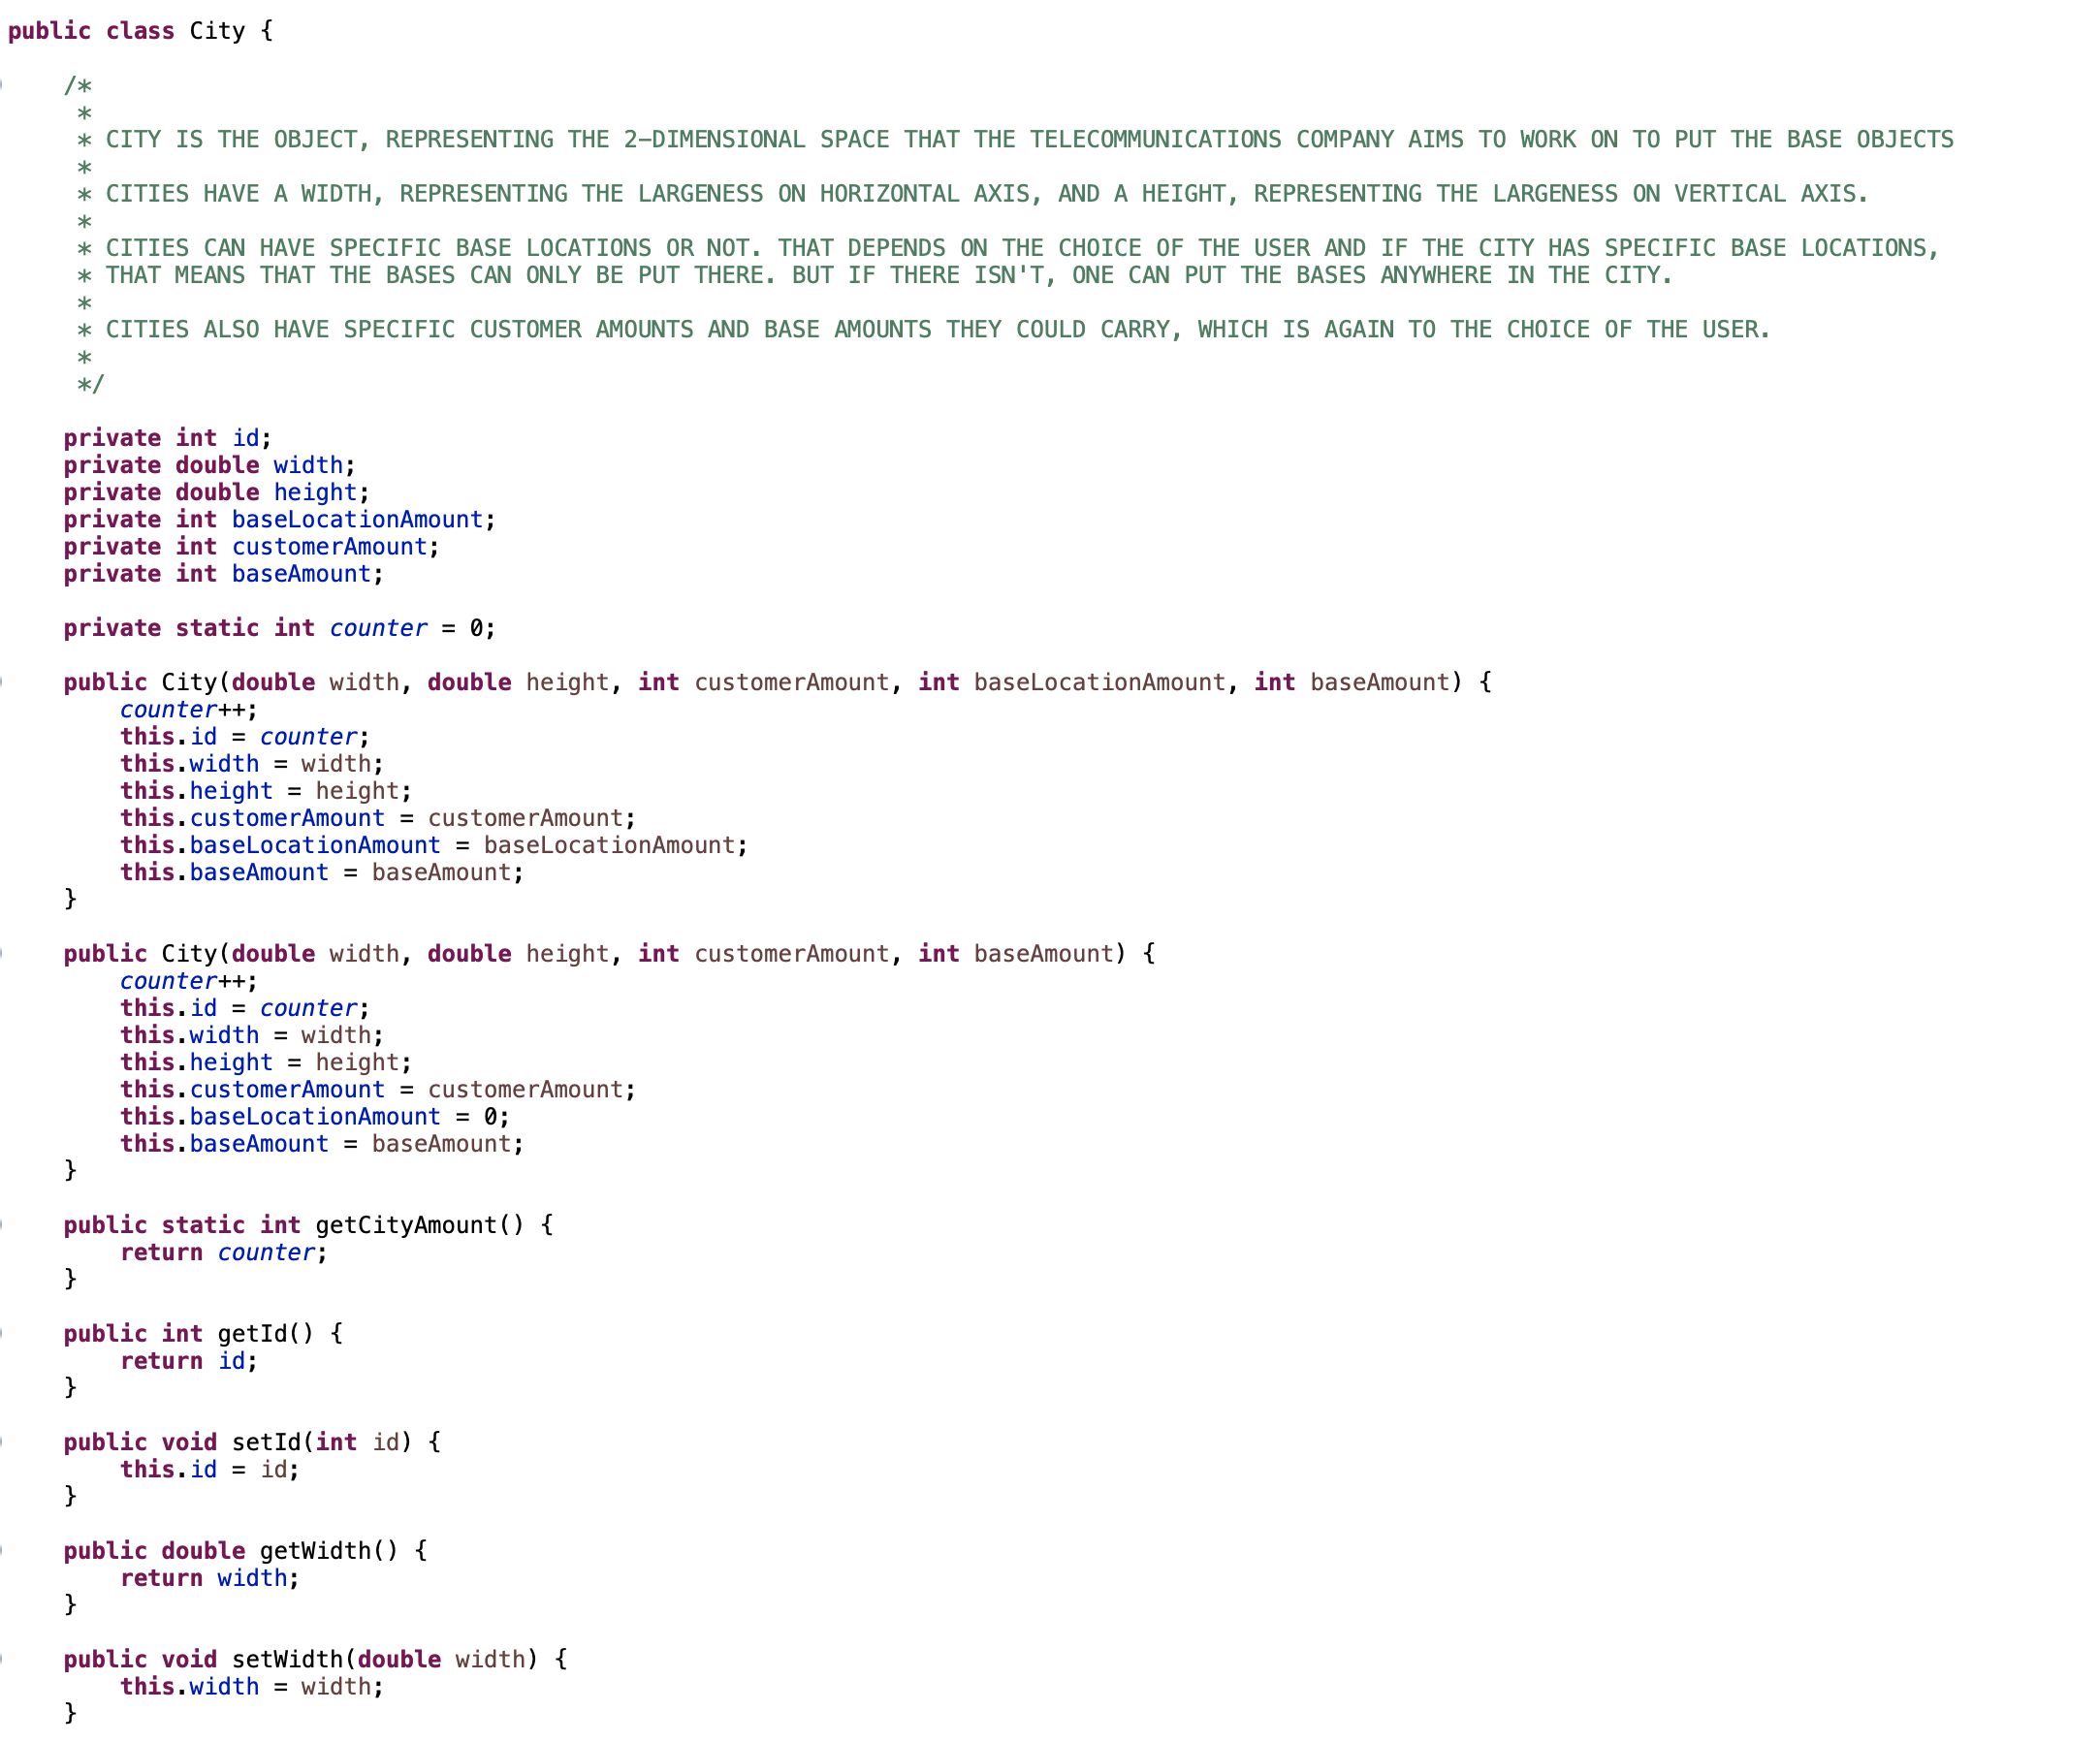 public class City {
/*
*
* CITY IS THE OBJECT, REPRESENTING THE 2-DIMENSIONAL SPACE THAT THE TELECOMMUNICATIONS COMPANY AIMS TO WORK ON TO PUT THE BASE OBJECTS
*
* CITIES HAVE A WIDTH, REPRESENTING THE LARGENESS ON HORIZONTAL AXIS, AND A HEIGHT, REPRESENTING THE LARGENESS ON VERTICAL AXIS.
*
* CITIES CAN HAVE SPECIFIC BASE LOCATIONS OR NOT. THAT DEPENDS ON THE CHOICE OF THE USER AND IF THE CITY HAS SPECIFIC BASE LOCATIONS,
* THAT MEANS THAT THE BASES CAN ONLY BE PUT THERE. BUT IF THERE ISN'T, ONE CAN PUT THE BASES ANYWHERE IN THE CITY.
*
* CITIES ALSO HAVE SPECIFIC CUSTOMER AMOUNTS AND BASE AMOUNTS THEY COULD CARRY, WHICH IS AGAIN TO THE CHOICE OF THE USER.
*
*/
private int id;
private double width;
private double height;
private int baseLocationAmount;
private int customerAmount;
private int baseAmount;
private static int counter = 0;
public City(double width, double height, int customerAmount, int baseLocationAmount, int baseAmount) {
counter++;
this.id = counter;
this.width = width;
this.height = height;
this.customerAmount = customerAmount;
this.baseLocationAmount = baseLocationAmount;
this.baseAmount = baseAmount;
}
public City(double width, double height, int customerAmount, int baseAmount) {
counter++;
this.id = counter;
this.width = width;
this.height = height;
this.customerAmount = customerAmount;
this.baseLocationAmount = 0;
this.baseAmount = baseAmount;
}
public static int getCityAmount() {
return counter;
}
public int getId() {
return id;
}
public void setId(int id) {
this.id = id;
}
public double getWidth() {
return width;
}
public void setWidth(double width) {
this.width = width;
}